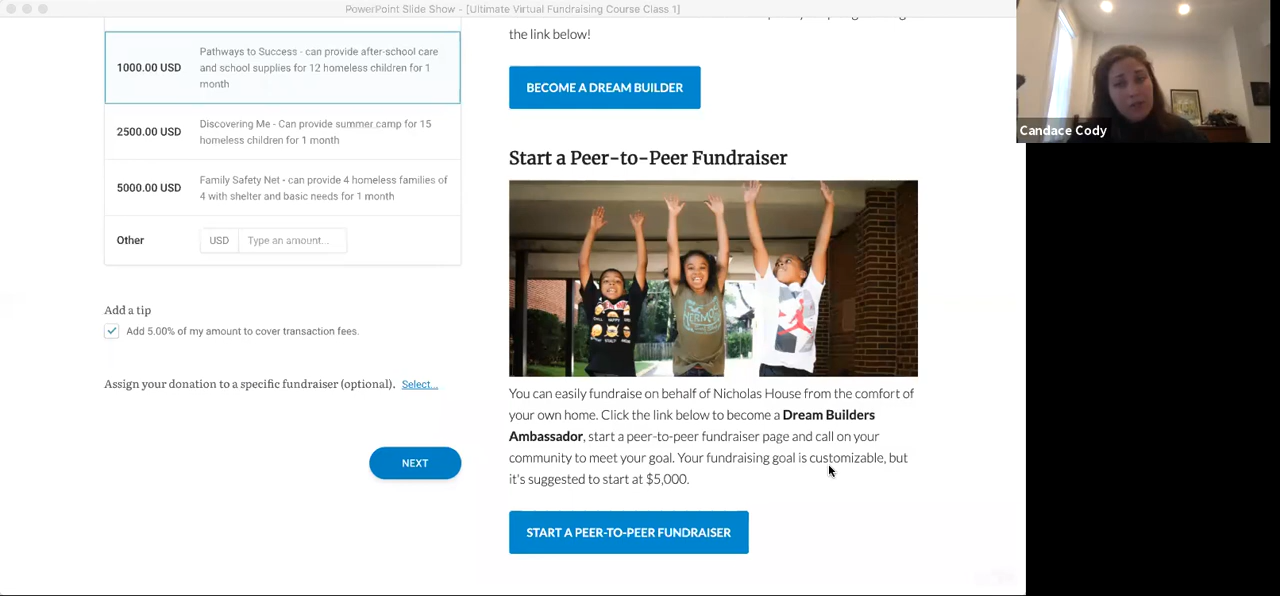 PowerPoint Slide Show - [Ultimate Virtual Fundraising Course Class 1]
1000.00 USD
Pathways to Success - can provide after-school care
and school supplies for 12 homeless children for 1
month
2500.00 USD
Discovering Me - Can provide summer camp for 15
homeless children for 1 month
5000.00 USD
Family Safety Net - can provide 4 homeless families of
4 with shelter and basic needs for 1 month
Other
USD
Type an amount...
Add a tip
Add 5.00% of my amount to cover transaction fees.
Assign your donation to a specific fundraiser (optional). Select...
NEXT
the link below!
BECOME A DREAM BUILDER
Start a Peer-to-Peer Fundraiser
You can easily fundraise on behalf of Nicholas House from the comfort of
your own home. Click the link below to become a Dream Builders
Ambassador, start a peer-to-peer fundraiser page and call on your
community to meet your goal. Your fundraising goal is customizable, but
it's suggested to start at $5,000.
START A PEER-TO-PEER FUNDRAISER
Candace Cody